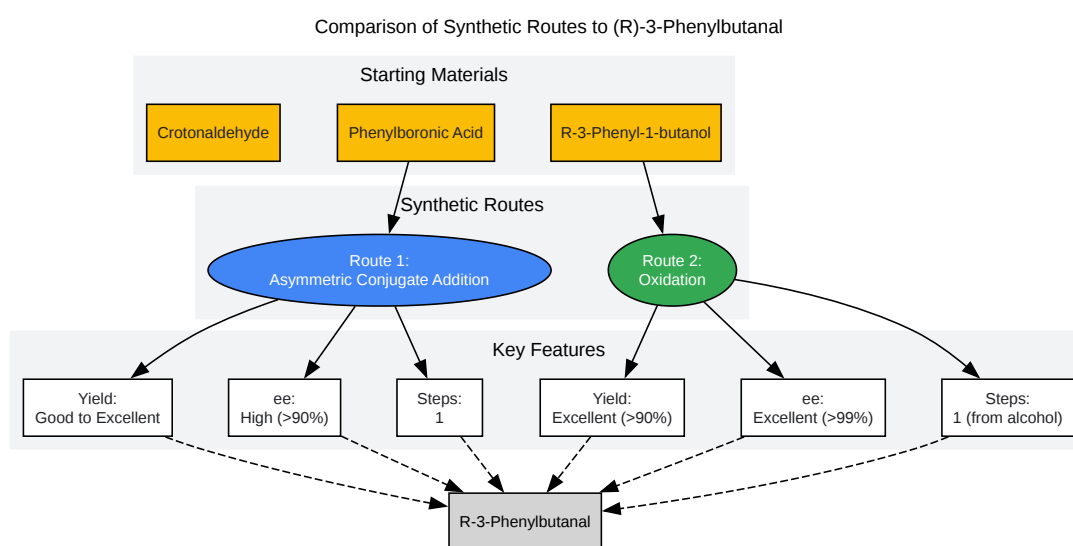 Comparison of Synthetic Routes to (R)-3-Phenylbutanal
Starting Materials
Crotonaldehyde
Phenylboronic Acid
R-3-Phenyl-1-butanol
Synthetic Routes
Route 1:
Asymmetric Conjugate Addition
Route 2:
Oxidation
Key Features
Yield:
Good to Excellent
ee:
High (>90%)
Steps:
1
Yield:
Excellent (>90%)
ee:
Excellent (>99%)
Steps:
1 (from alcohol)
R-3-Phenylbutanal